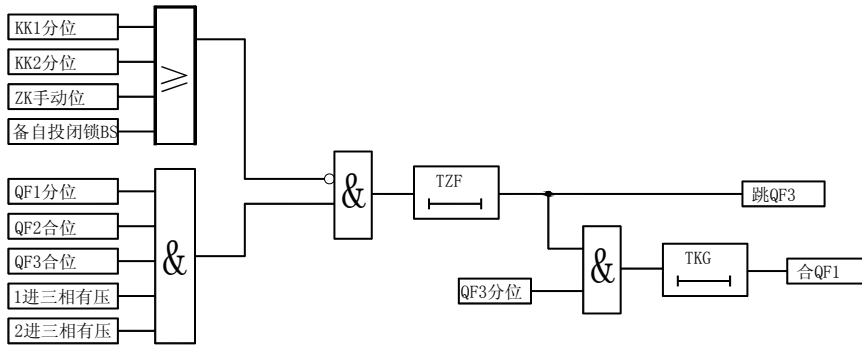 KK1分位
KK2分位
ZK手动位
备自投闭锁BS
≥
QF1分位
QF2合位
QF3合位
1进三相有压
2进三相有压
&
&
TZF
跳QF3
QF3分位
&
TKG
合QF1